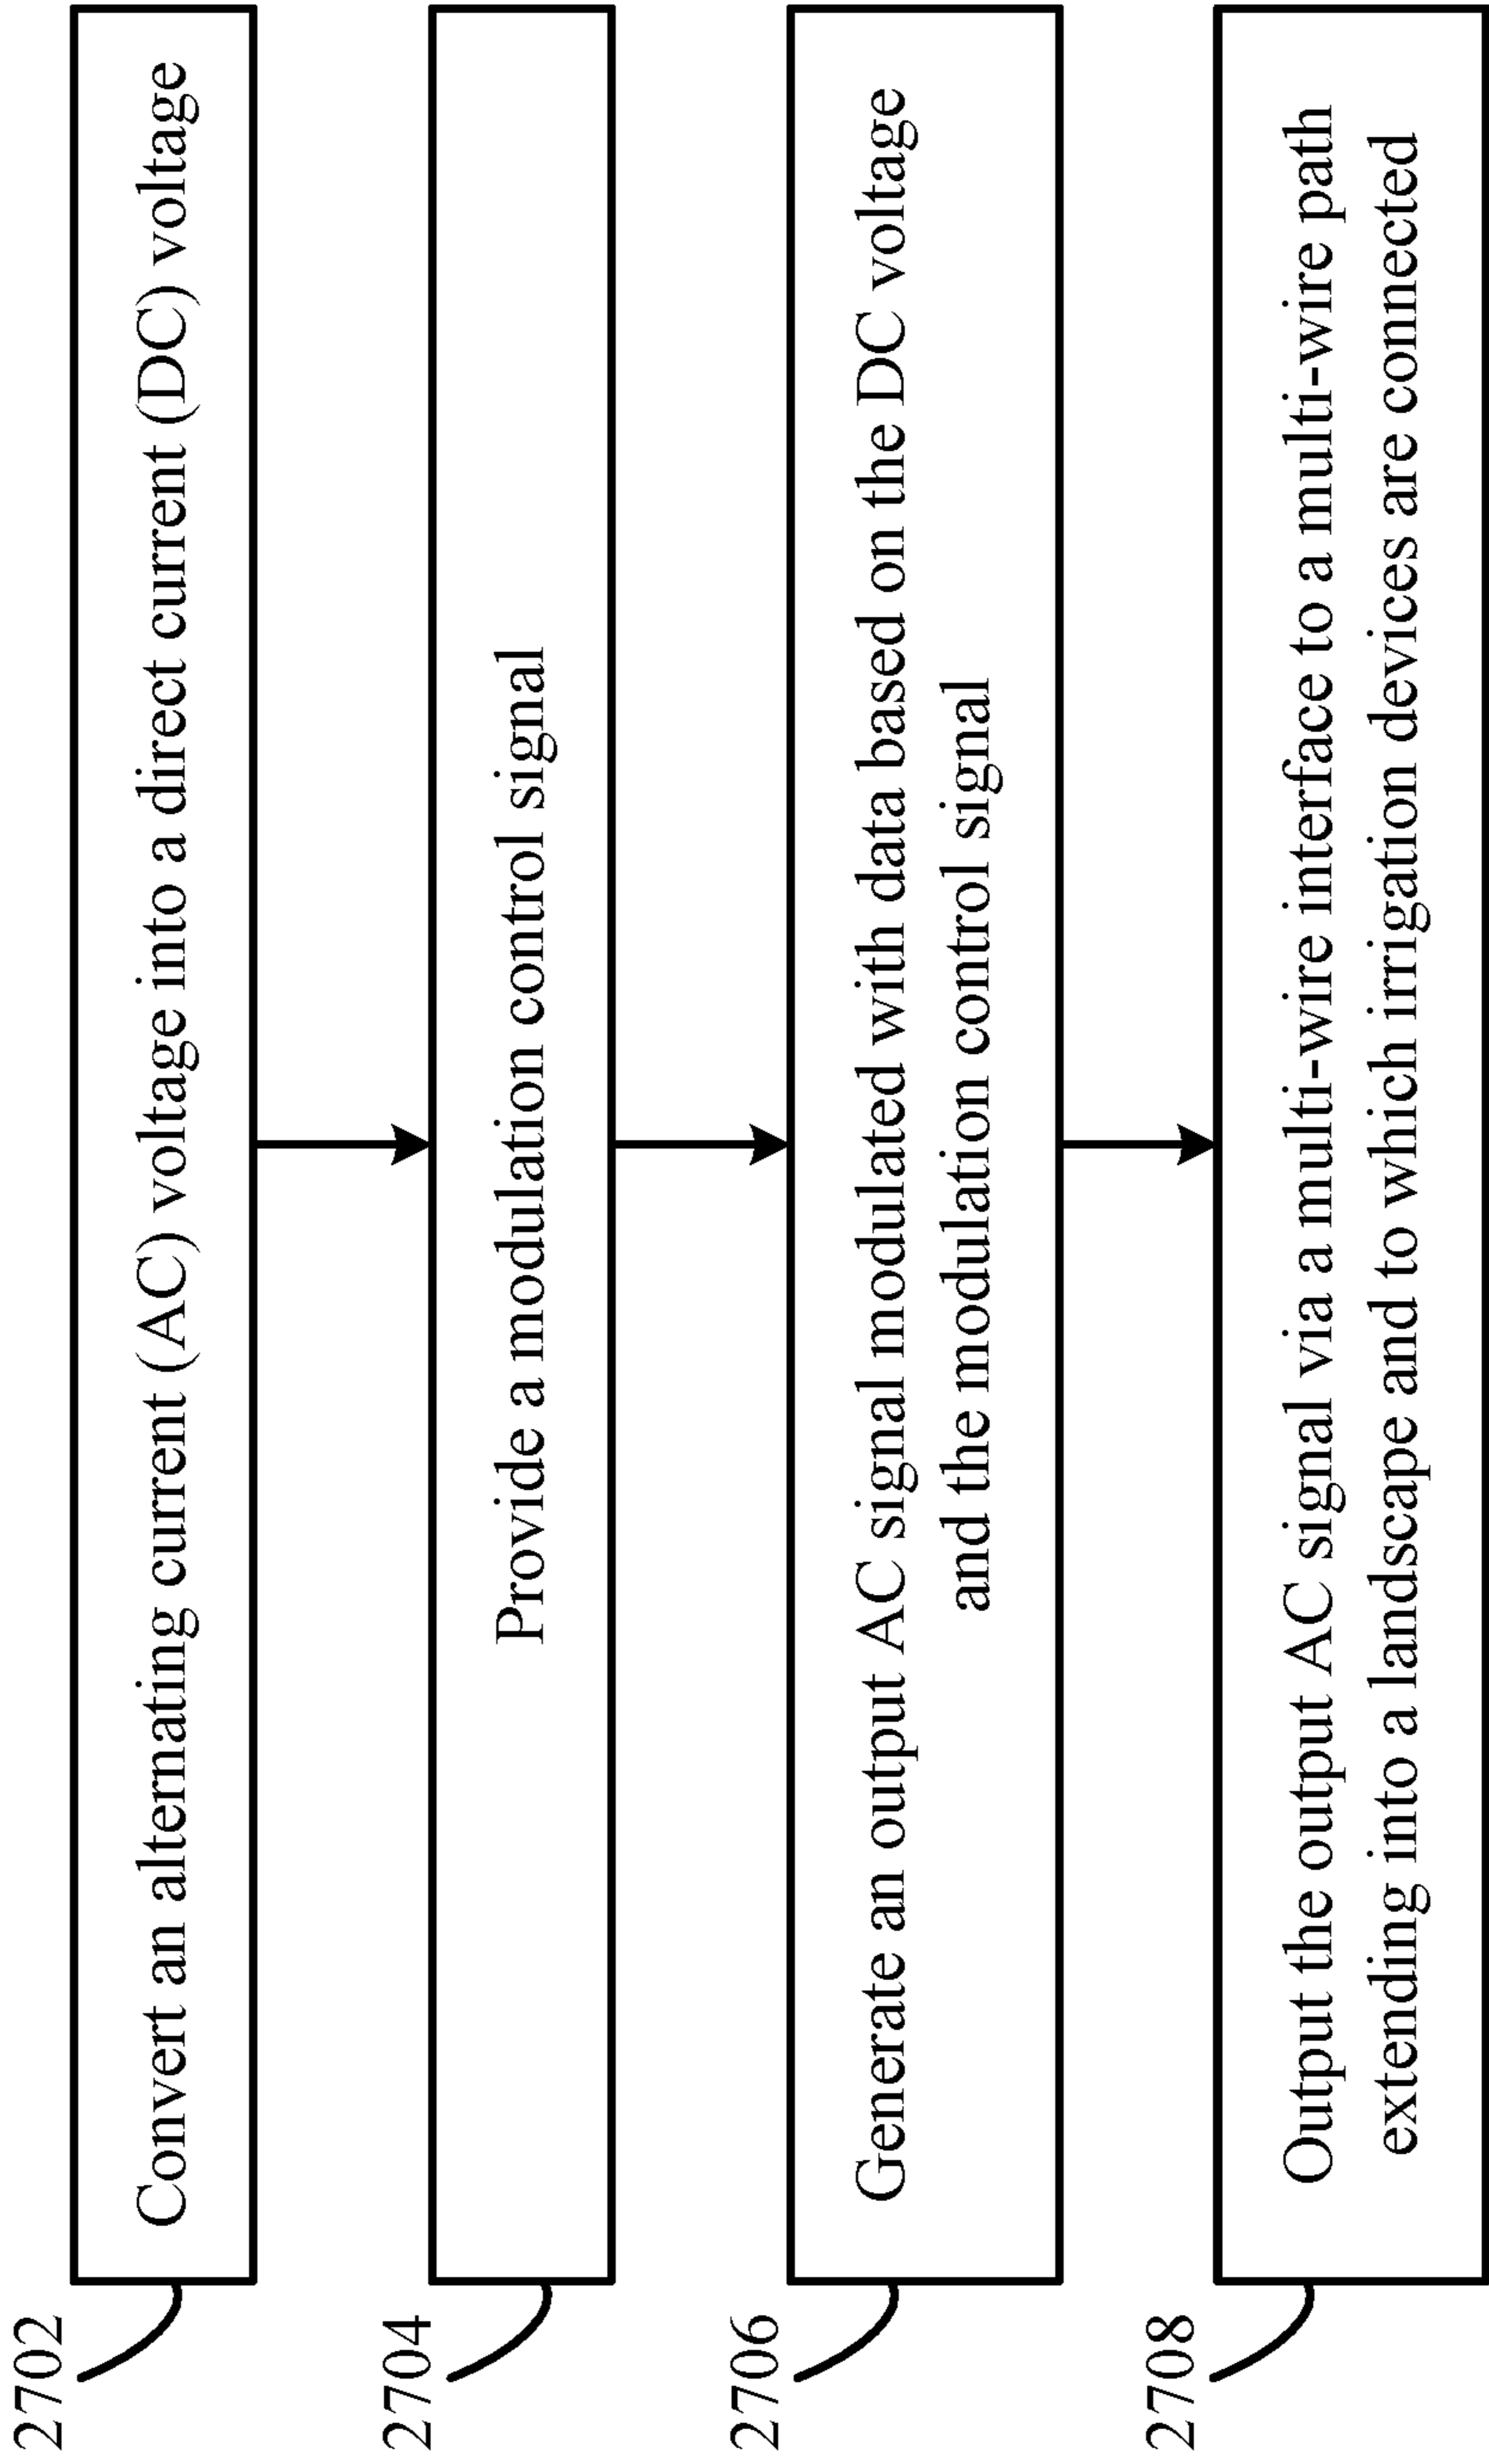 2702
Convert an alternating current (AC) voltage into a direct current (DC) voltage
2704
Provide a modulation control signal
2706
Generate an output AC signal modulated with data based on the DC voltage
and the modulation control signal
2708
Output the output AC signal via a multi-wire interface to a multi-wire path
extending into a landscape and to which irrigation devices are connected